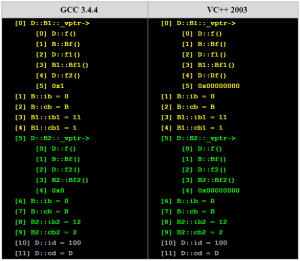 GCC 3.4.4
[0] D::B1::_vptr->
[0] D::f()
[1] B::Bf()
[2] D::f1()
[3] B1::Bf1()
[4] D::f2()
[5] 0x1
[1] B::ib = 0
[2] B::cb = B
[3] B1::ib1 = 11
[4] B1::cb1 = 1
[5] D::B2::_vptr->
[0] D::f()
[1] B::Bf()
[2] D::f2()
[3] B2::Bf2()
[4] 0x0
[6] B::ib = 0
[7] B::cb = B
[8] B2::ib2 = 12
[9] B2::cb2 = 2
[10] D::id = 100
[11] D::cd = D
VC++ 2003
[0] D::B1::_vptr->
[0] D::f()
[1] B::Bf()
[2] D::f1()
[3] B1::Bf1()
[4] D::Df()
[5] 0x00000000
[1] B::ib = 0
[2] B::cb = B
[3] B1::ib1 = 11
[4] B1::cb1 = 1
[5] D::B2::_vptr->
[0] D::f()
[1] B::Bf()
[2] D::f2()
[3] B2::Bf2()
[4] 0x00000000
[6] B::ib = 0
[7] B::cb = B
[8] B2::ib2 = 12
[9] B2::cb2 = 2
[10] D::id = 100
[11] D::cd = D